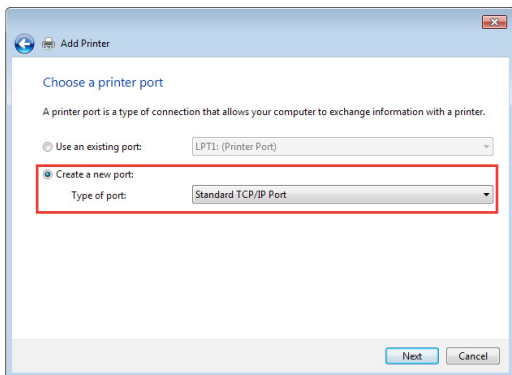 Add Printer
Choose a printer port
A printer port is a type of connection that allows your computer to exchange information with a printer.
Use an existing port: LPT1: (Printer Port)
Create a new port:
Type of port: Standard TCP/IP Port
Next Cancel